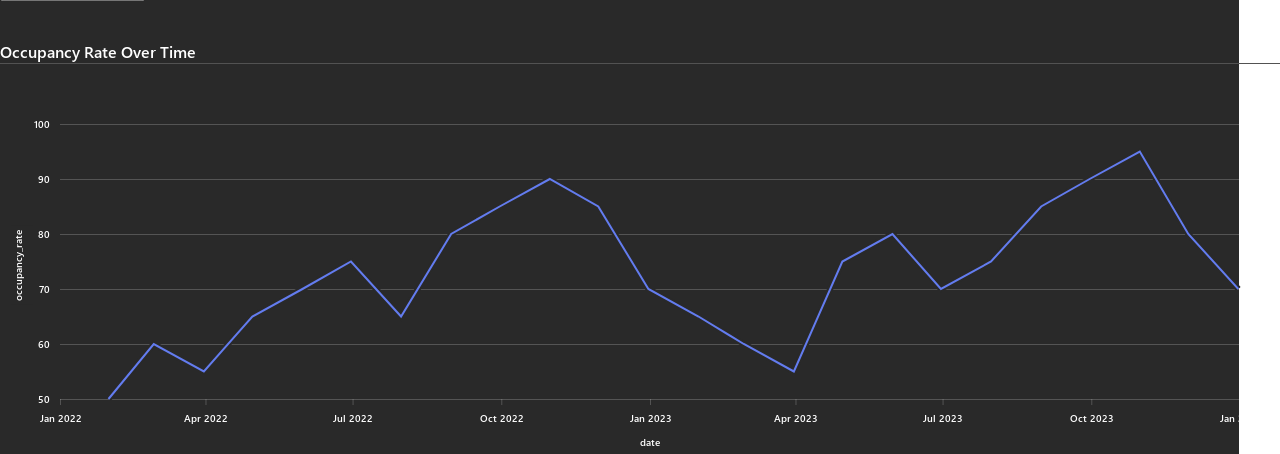 Occupancy Rate Over Time
100
90
80
70
60
50
occupancy_rate
Jan 2022 Apr 2022 Jul 2022 Oct 2022 Jan 2023 Apr 2023 Jul 2023 Oct 2023 Jan
date